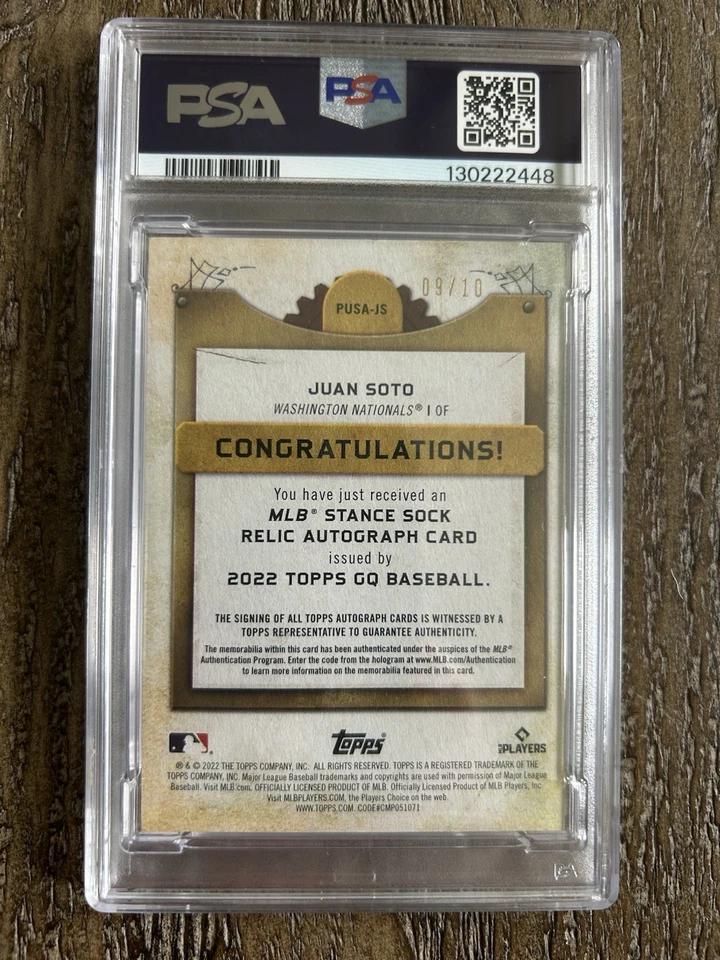 PSA PSA
130222448
09/10
PUSA-JS
JUAN SOTO
WASHINGTON NATIONALS® | OF
CONGRATULATIONS!
You have just received an
MLB® STANCE SOCK
RELIC AUTOGRAPH CARD
issued by
2022 TOPPS GQ BASEBALL.
THE SIGNING OF ALL TOPPS AUTOGRAPH CARDS IS WITNESSED BY A
TOPPS REPRESENTATIVE TO GUARANTEE AUTHENTICITY.
The memorabilia within this card has been authenticated under the auspices of the MLB®
Authentication Program. Enter the code from the hologram at www.MLB.com/Authentication
to learn more information on the memorabilia featured in this card.
topps®
PLAYERS
® & © 2022 THE TOPPS COMPANY, INC. ALL RIGHTS RESERVED. TOPPS IS A REGISTERED TRADEMARK OF THE
TOPPS COMPANY, INC. Major League Baseball trademarks and copyrights are used with permission of Major League
Baseball. Visit MLB.com. OFFICIALLY LICENSED PRODUCT OF MLB. Officially Licensed Product of MLB Players, Inc.
Visit MLBPLAYERS.COM, the Players Choice on the web.
WWW.TOPPS.COM. CODE#CMP051071